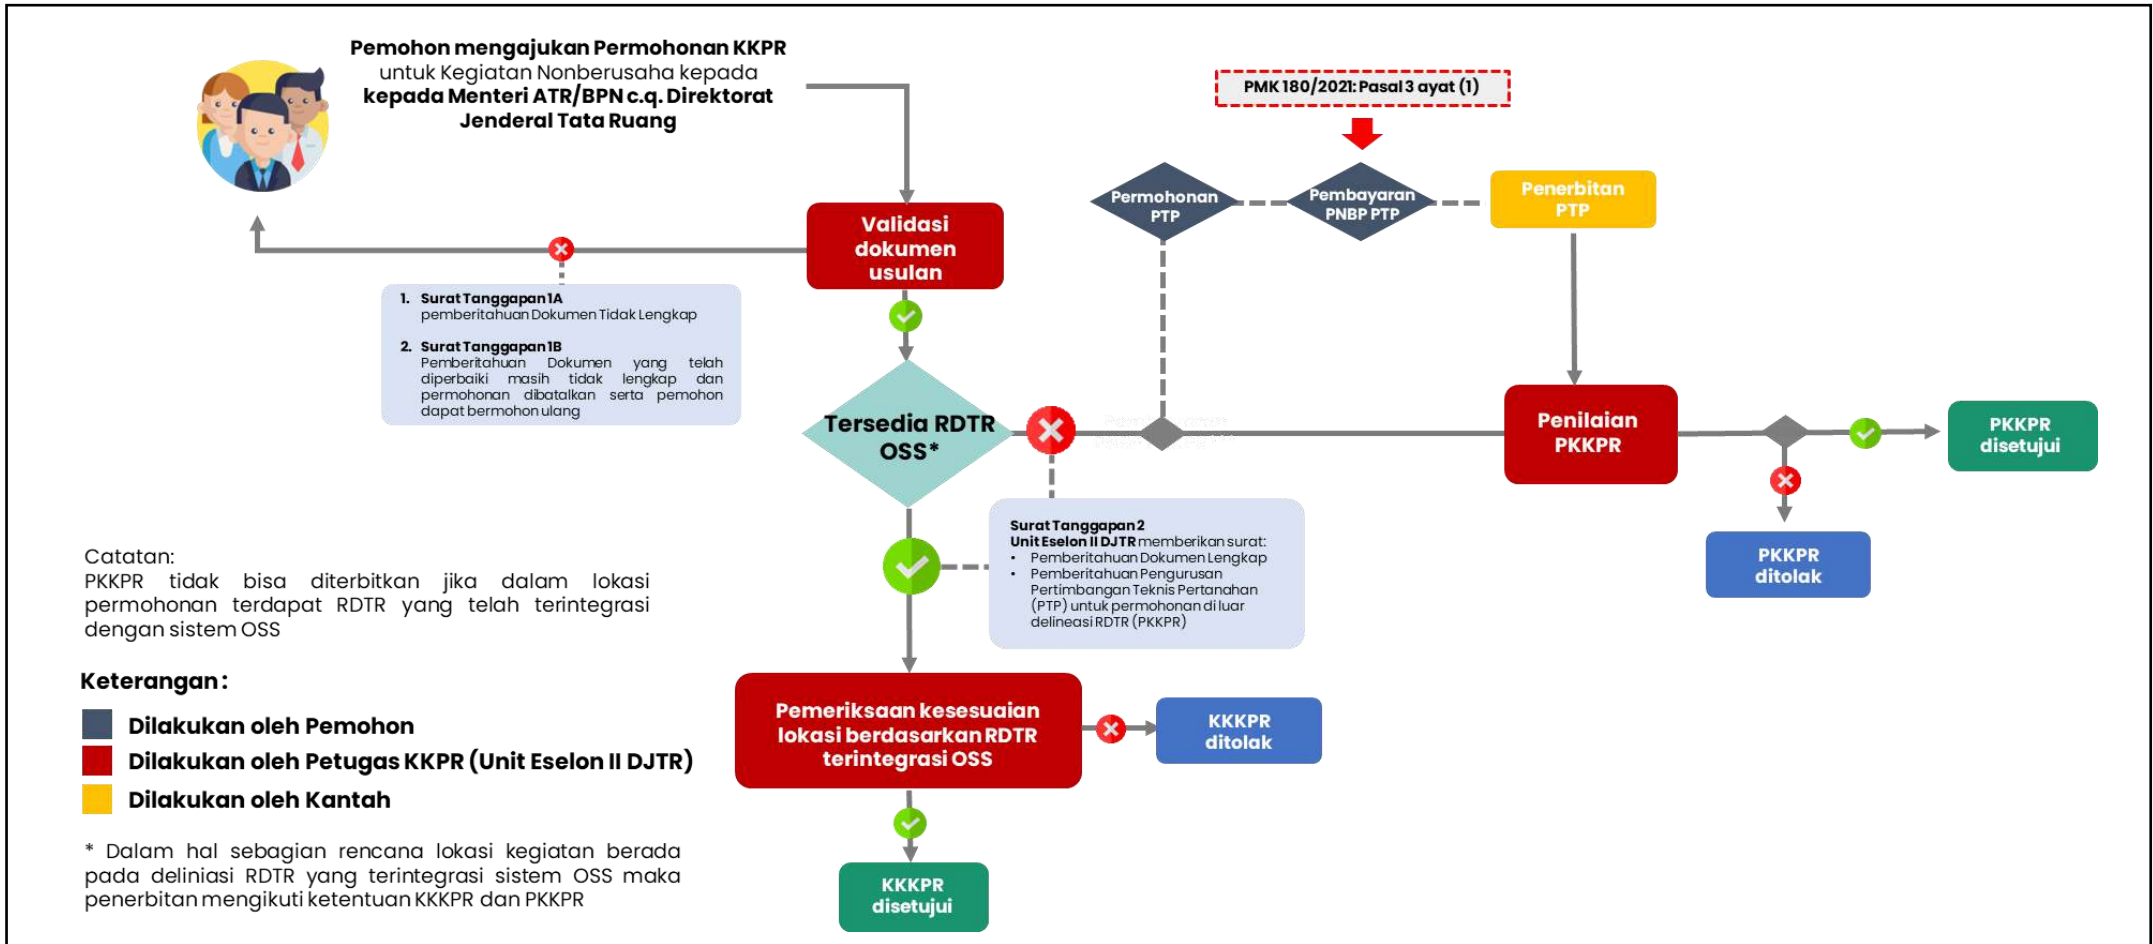 Pemohon mengajukan Permohonan KKPR
untuk Kegiatan Nonberusaha kepada
kepada Menteri ATR/BPN c.q. Direktorat
Jenderal Tata Ruang
PMK 180/2021: Pasal 3 ayat (1)
Permohonan
PTP
Pembayaran
PNBP PTP
Penerbitan
PTP
Validasi
dokumen
usulan
1. Surat Tanggapan 1A
pemberitahuan Dokumen Tidak Lengkap
2. Surat Tanggapan 1B
Pemberitahuan Dokumen yang telah
diperbaiki masih tidak lengkap dan
permohonan dibatalkan serta pemohon
dapat bermohon ulang
Tersedia RDTR
OSS*
Penilaian
PKKPR
PKKPR
disetujui
PKKPR
ditolak
Surat Tanggapan 2
Unit Eselon II DJTR memberikan surat:
• Pemberitahuan Dokumen Lengkap
• Pemberitahuan Pengurusan
Pertimbangan Teknis Pertanahan
(PTP) untuk permohonan di luar
delineasi RDTR (PKKPR)
Catatan:
PKKPR tidak bisa diterbitkan jika dalam lokasi
permohonan terdapat RDTR yang telah terintegrasi
dengan sistem OSS
Keterangan:
Dilakukan oleh Pemohon
Dilakukan oleh Petugas KKPR (Unit Eselon II DJTR)
Dilakukan oleh Kantah
* Dalam hal sebagian rencana lokasi kegiatan berada
pada deliniasi RDTR yang terintegrasi sistem OSS maka
penerbitan mengikuti ketentuan KKKPR dan PKKPR
Pemeriksaan kesesuaian
lokasi berdasarkan RDTR
terintegrasi OSS
KKKPR
ditolak
KKKPR
disetujui